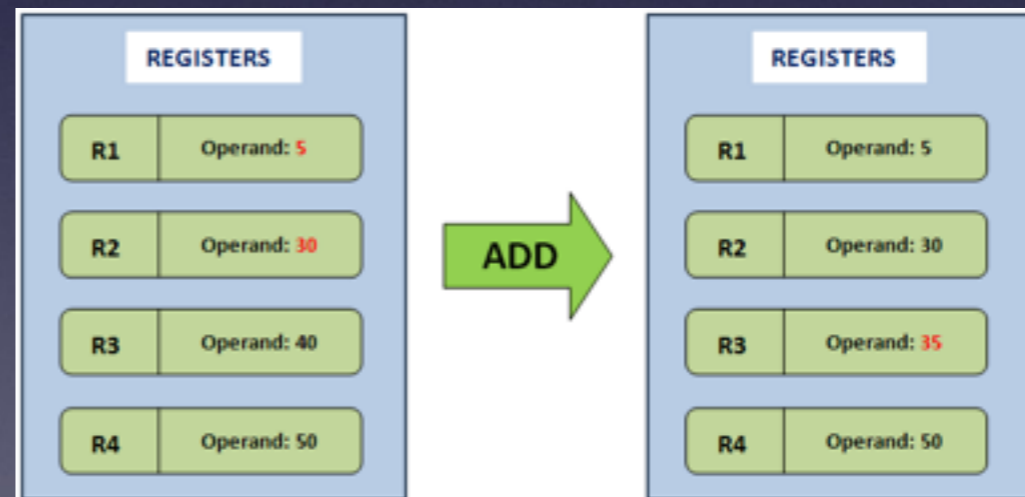 REGISTERS
R1 Operand: 5
R2 Operand: 30
R3 Operand: 40
R4 Operand: 50
ADD
REGISTERS
R1 Operand: 5
R2 Operand: 30
R3 Operand: 35
R4 Operand: 50